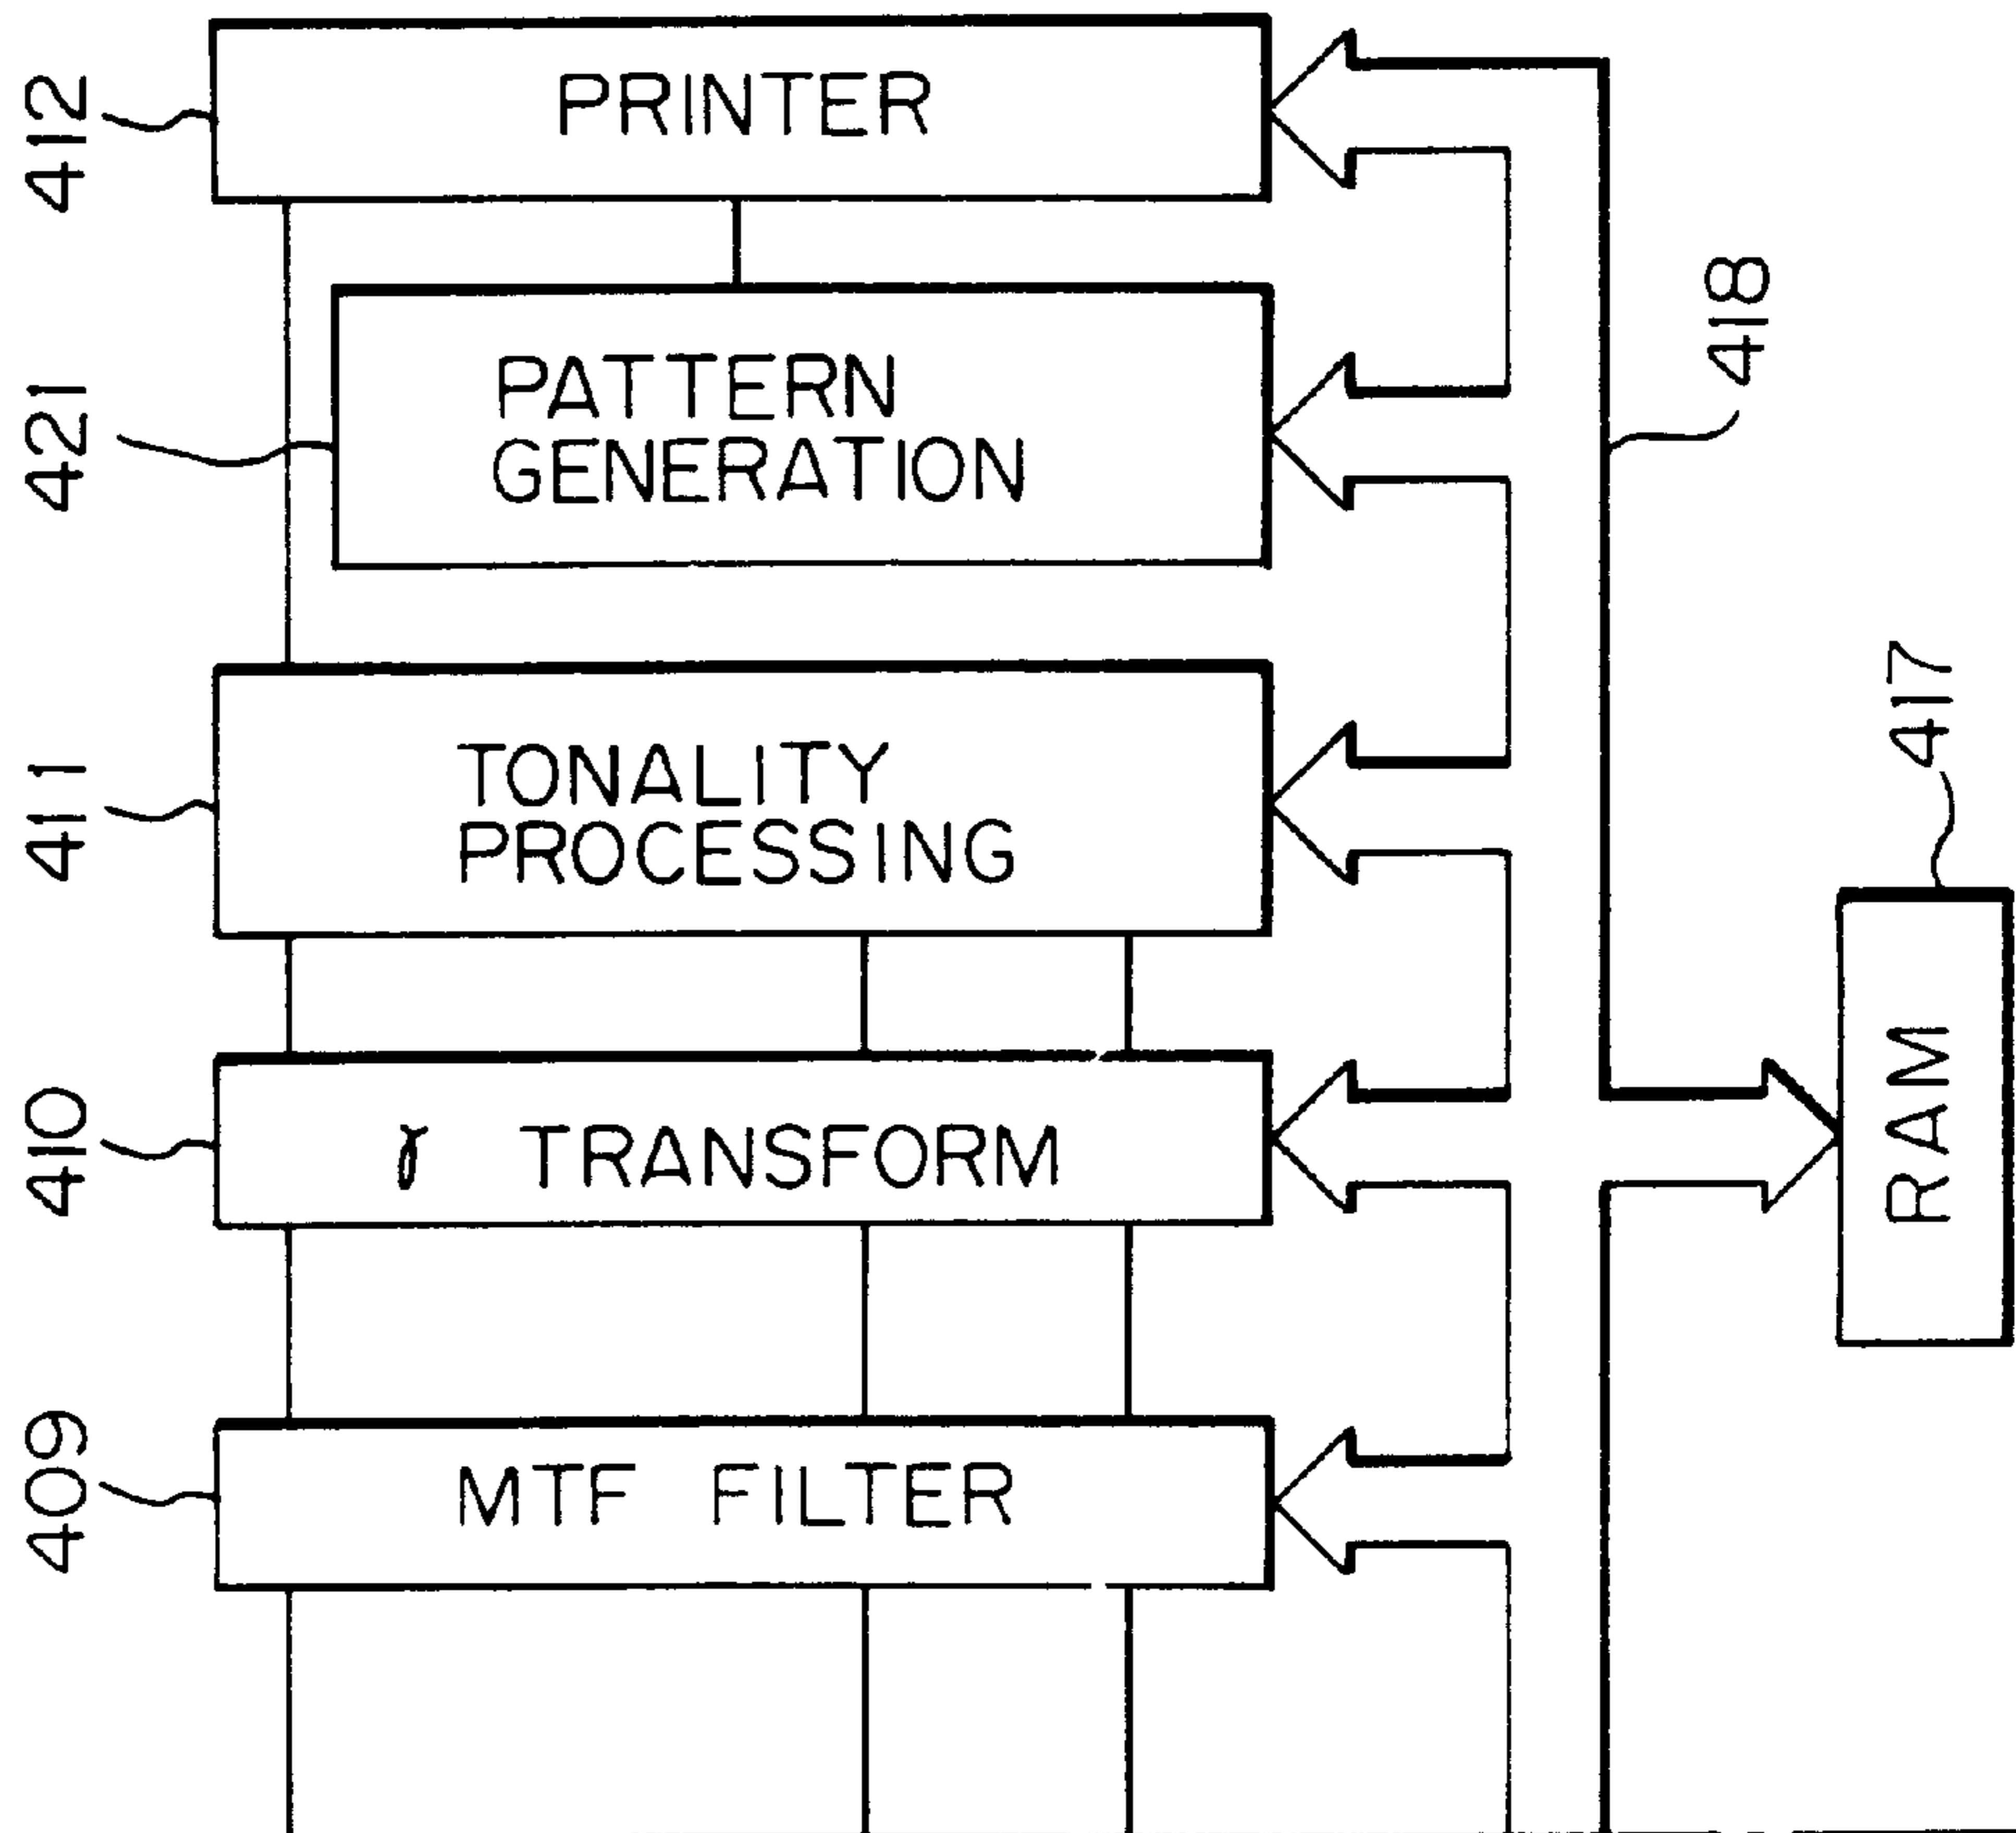 412
PRINTER
418
421
PATTERN
GENERATION
417
411
TONALITY
PROCESSING
410
γ TRANSFORM
RAM
409
MTF FILTER